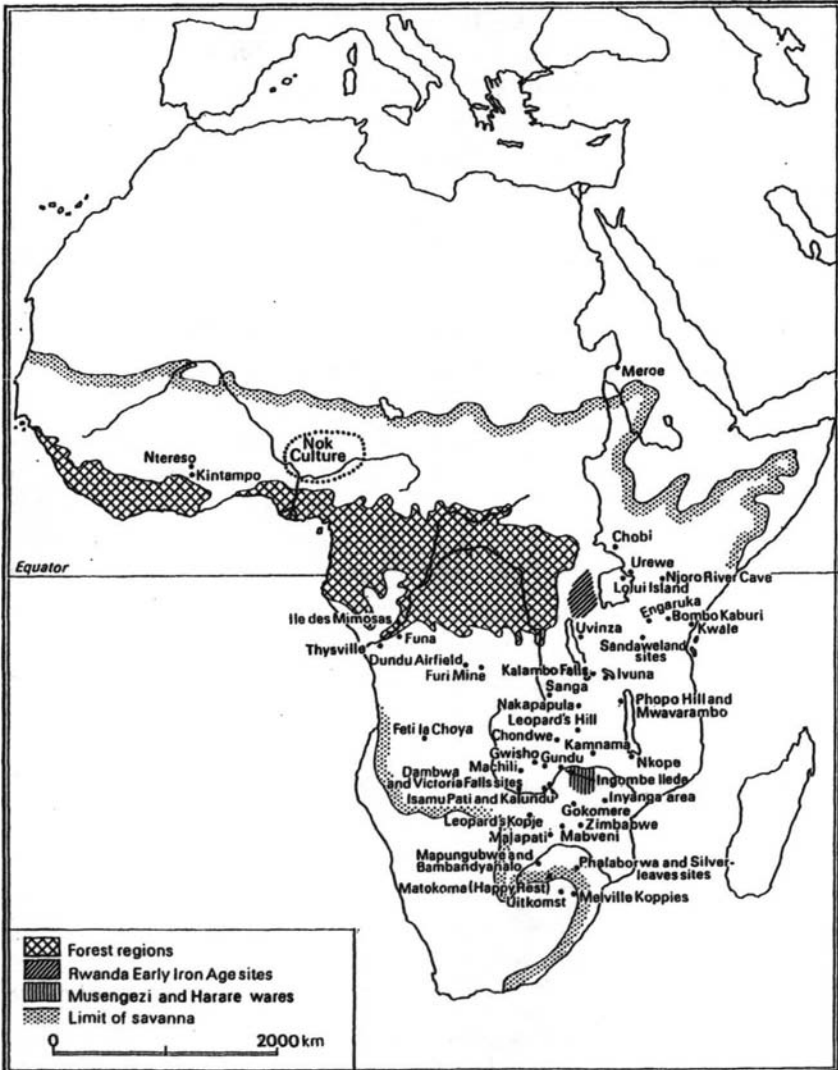 Meroe
Nok
Culture
Ntereso
Kintampo
Chobi
Equator
Urewe
Lolui Island
Njoro River Cave
Engaruka
Bombo Kaburi
Kwale
Ile des Mimosas
Uvinza
Funa
Sandaweland
sites
Thysville
Dundu Airfield
Furi Mine
Kalambo Falls
Ivuna
Sanga
Nakapapula
Phopo Hill and
Mwavarambo
Leopard's Hill
Feti la Choya
Chondwe
Kamnama
Gwisho
Gundu
Nkope
Machili
Dambwa
and Victoria Falls sites
Ingombe Ilede
Isamu Pati and Kalundu
Inyanga area
Gokomere
Leopard's Kopje
Zimbabwe
Malapati
Mabveni
Mapungubwe and
Bambandyanalo
Phalaborwa and Silver-
leaves sites
Matokoma (Happy Rest)
Uitkomst
Melville Koppies
Forest regions
Rwanda Early Iron Age sites
Musengezi and Harare wares
Limit of savanna
0 2000 km